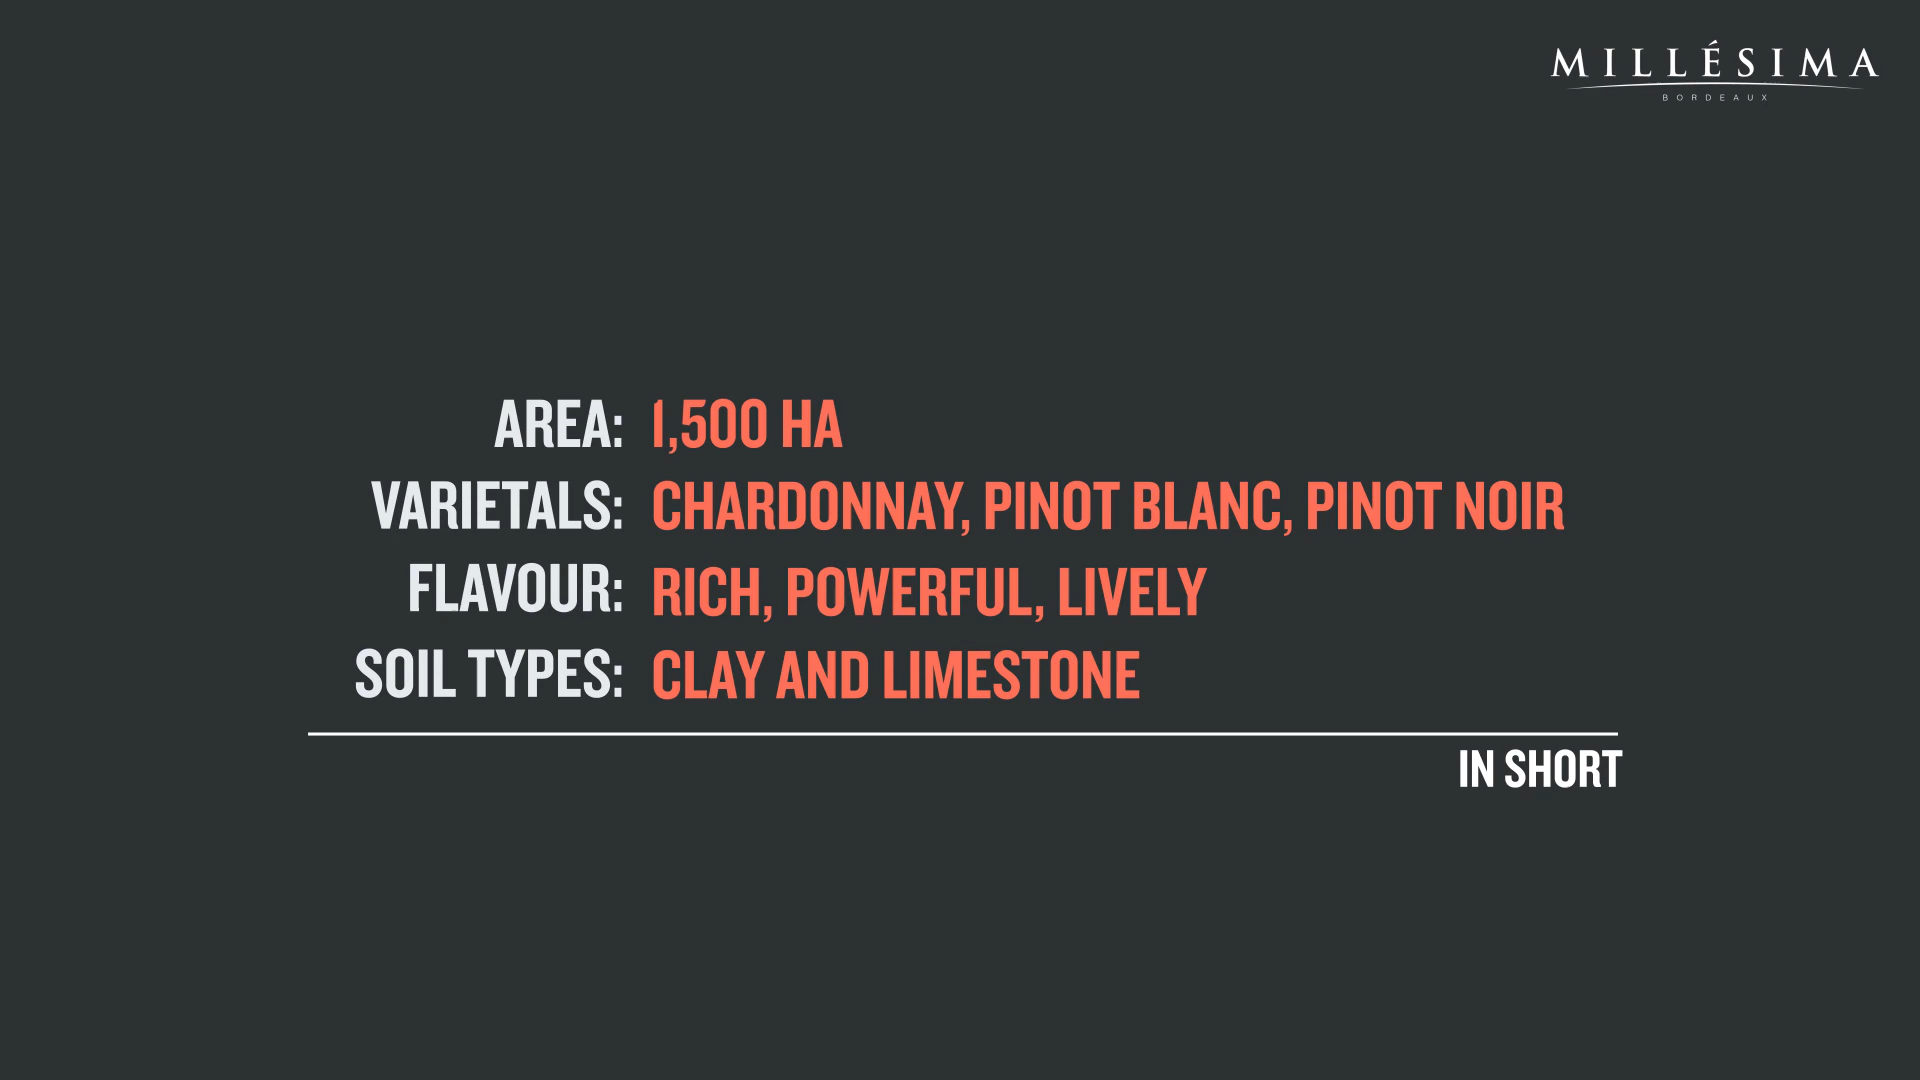 MILLÉSIMA
BORDEAUX
AREA: 1,500 HA
VARIETALS: CHARDONNAY, PINOT BLANC, PINOT NOIR
FLAVOUR: RICH, POWERFUL, LIVELY
SOIL TYPES: CLAY AND LIMESTONE
IN SHORT